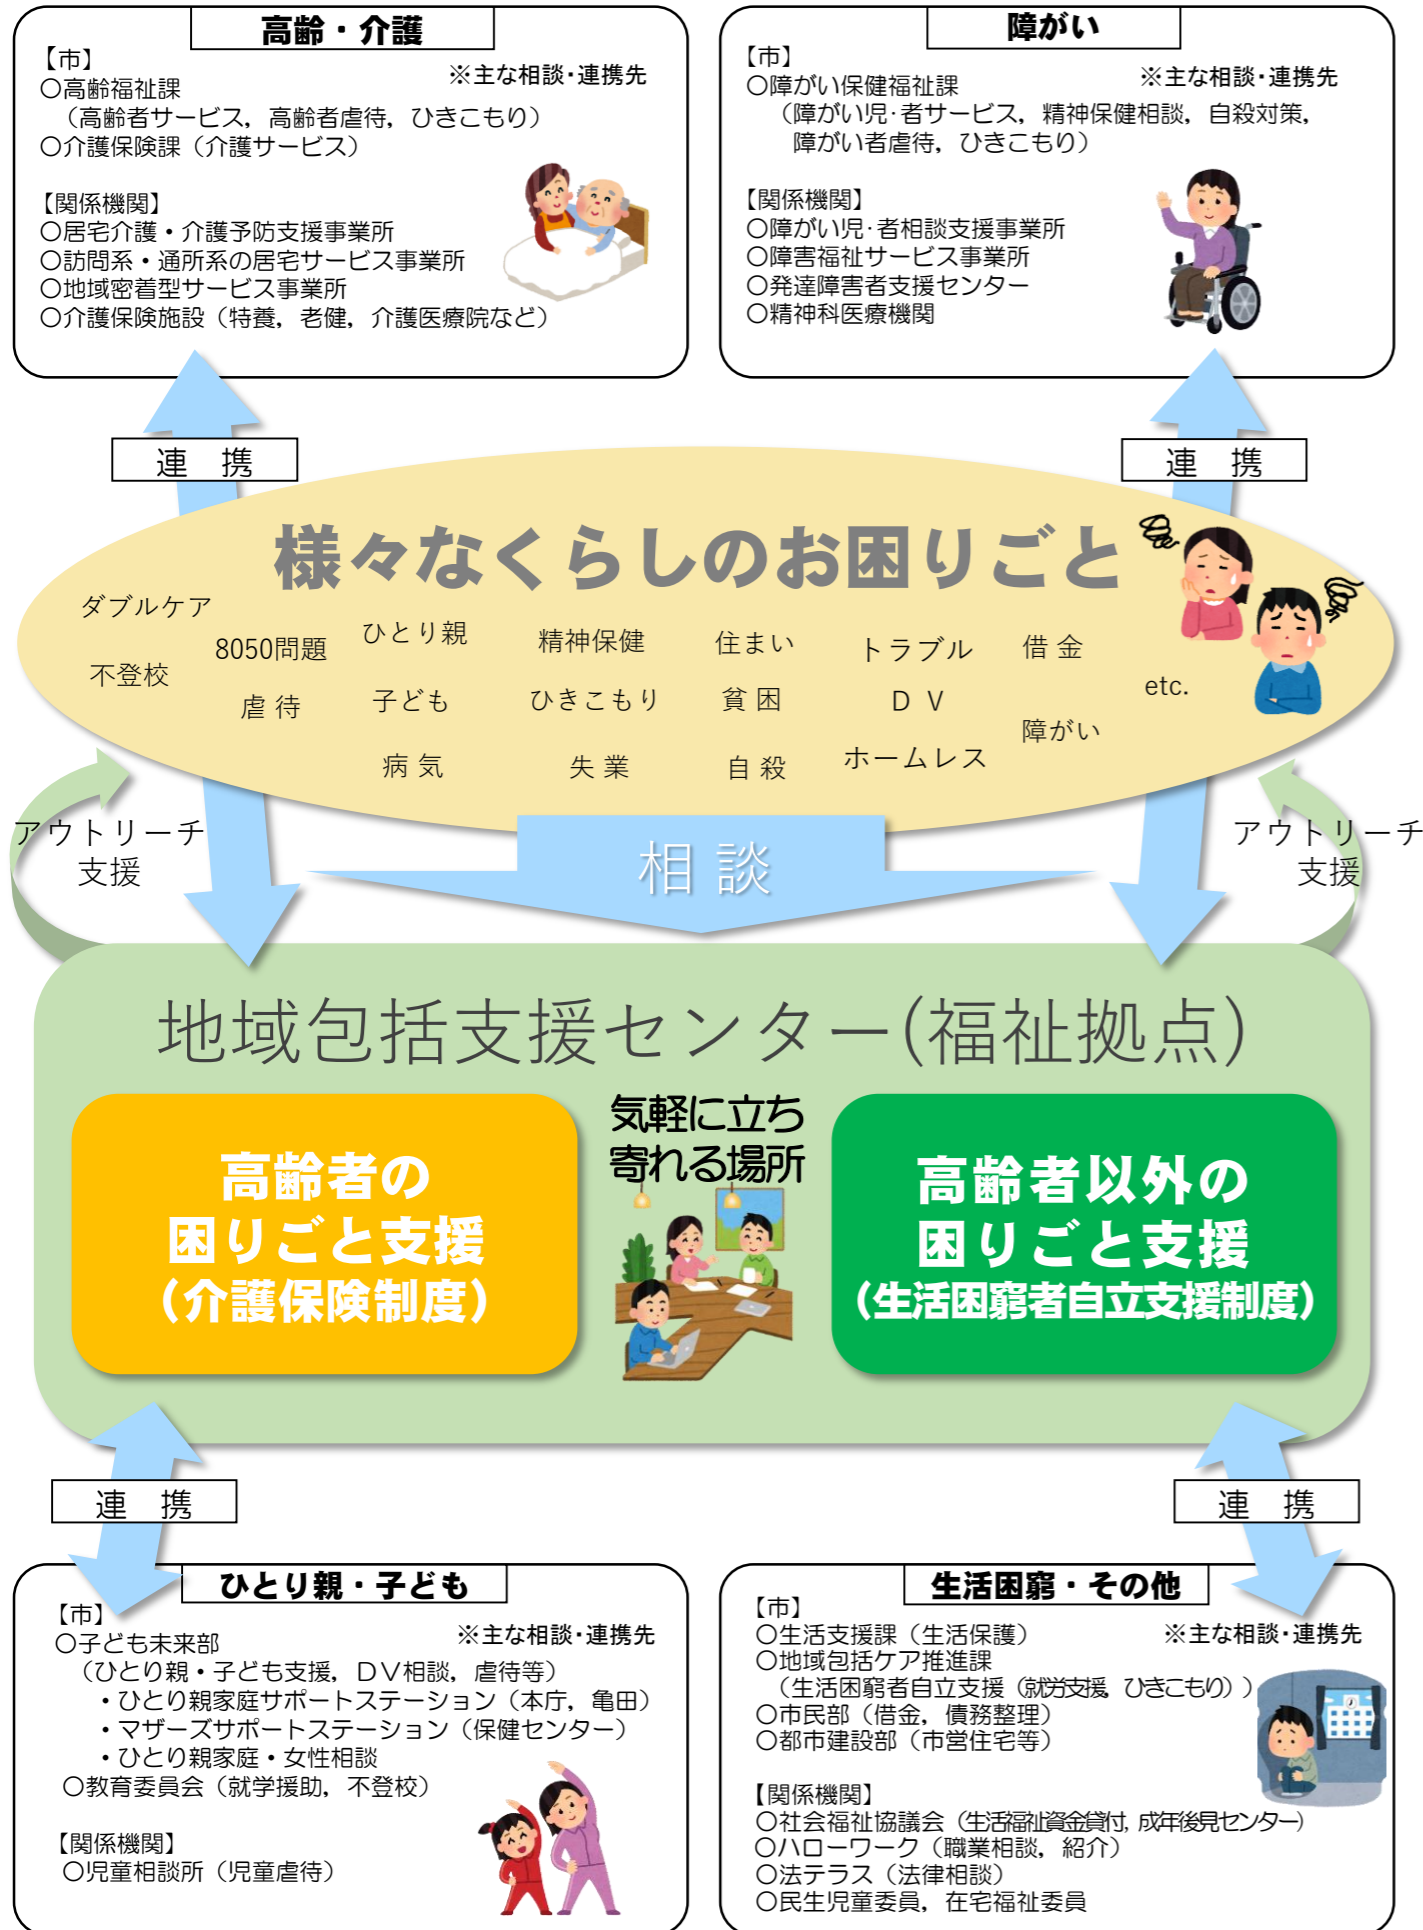 高齢・介護
【市】
※主な相談・連携先
〇高齢福祉課
（高齢者サービス，高齢者虐待，ひきこもり）
〇介護保険課（介護サービス）
【関係機関】
〇居宅介護・介護予防支援事業所
〇訪問系・通所系の居宅サービス事業所
〇地域密着型サービス事業所
〇介護保険施設（特養，老健，介護医療院など）
障がい
【市】
※主な相談・連携先
〇障がい保健福祉課
（障がい児・者サービス，精神保健相談，自殺対策，
障がい者虐待，ひきこもり）
【関係機関】
〇障がい児・者相談支援事業所
〇障害福祉サービス事業所
〇発達障害者支援センター
〇精神科医療機関
連　携
連　携
様々なくらしのお困りごと
ダブルケア
不登校
8050問題
虐 待
ひとり親
子ども
病 気
精神保健
ひきこもり
失 業
住まい
貧 困
自 殺
トラブル
Ｄ Ｖ
ホームレス
借 金
障がい
etc.
アウトリーチ
支援
相 談
アウトリーチ
支援
地域包括支援センター(福祉拠点)
高齢者の
困りごと支援
（介護保険制度）
気軽に立ち
寄れる場所
高齢者以外の
困りごと支援
（生活困窮者自立支援制度）
連　携
連　携
ひとり親・子ども
【市】
※主な相談・連携先
〇子ども未来部
（ひとり親・子ども支援，ＤＶ相談，虐待等）
・ひとり親家庭サポートステーション（本庁，亀田）
・マザーズサポートステーション（保健センター）
・ひとり親家庭・女性相談
〇教育委員会（就学援助，不登校）
【関係機関】
〇児童相談所（児童虐待）
生活困窮・その他
【市】
※主な相談・連携先
〇生活支援課（生活保護）
〇地域包括ケア推進課
（生活困窮者自立支援（就労支援，ひきこもり））
〇市民部（借金，債務整理）
〇都市建設部（市営住宅等）
【関係機関】
〇社会福祉協議会（生活福祉資金貸付，成年後見センター）
〇ハローワーク（職業相談，紹介）
〇法テラス（法律相談）
〇民生児童委員，在宅福祉委員